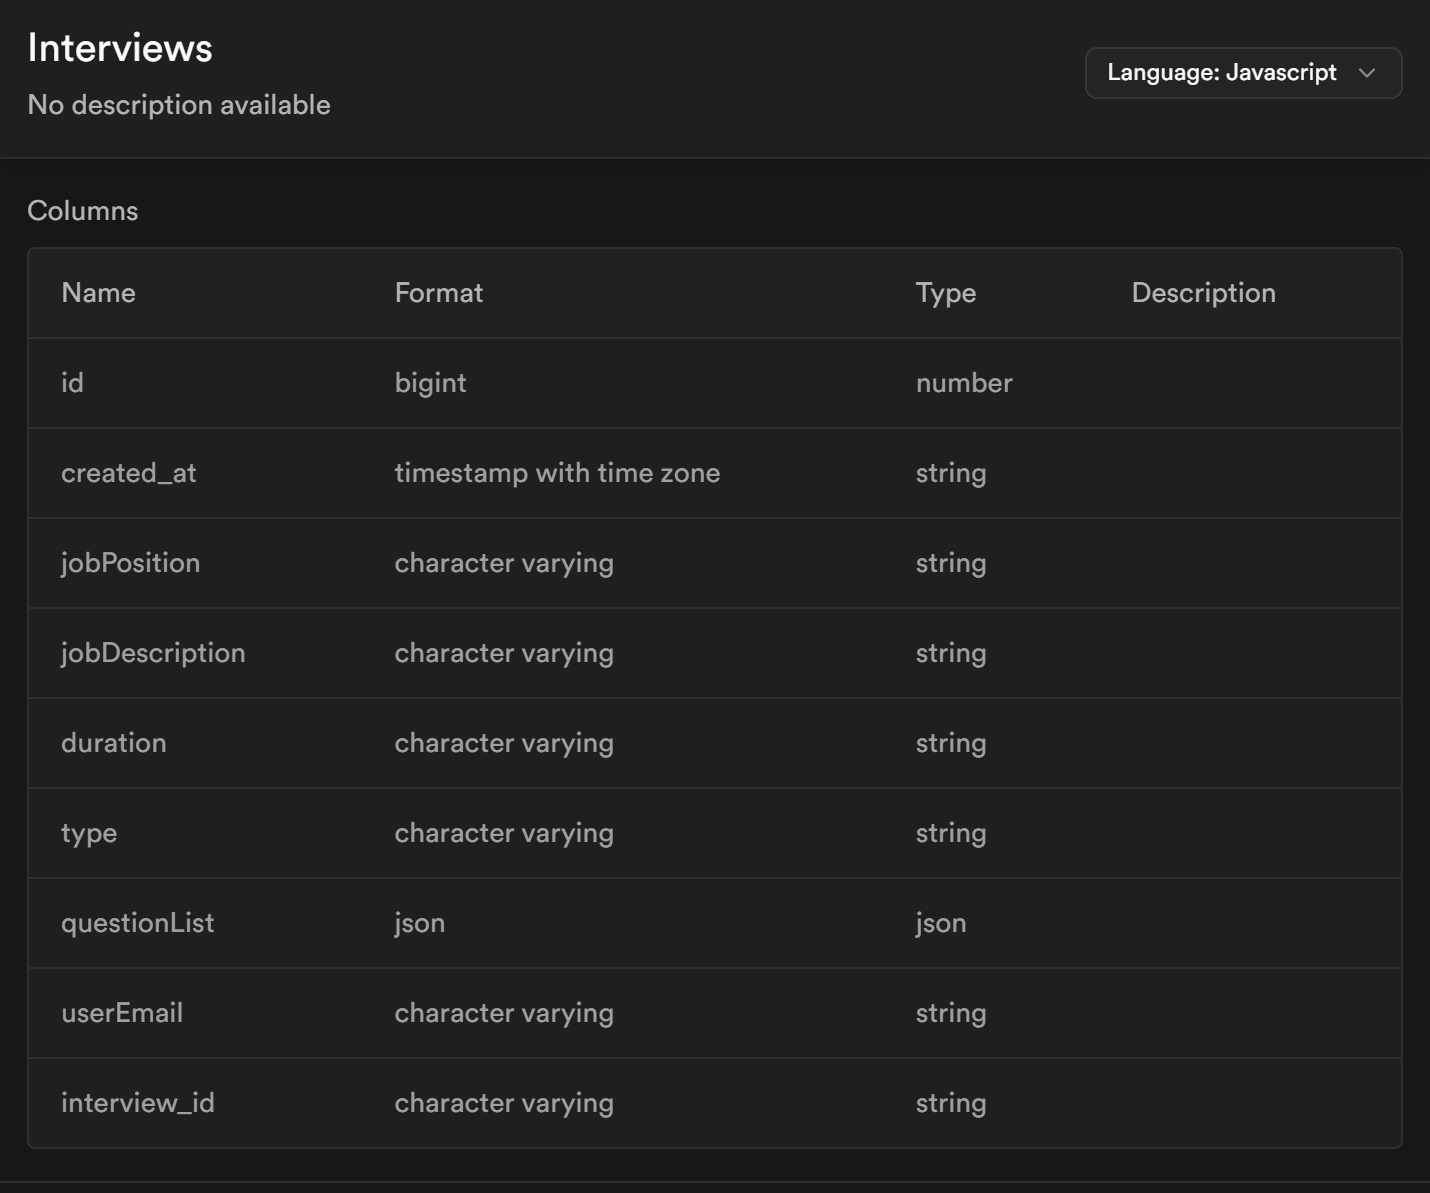 Interviews
No description available
Language: Javascript
Columns
Name Format Type Description
id bigint number
created_at timestamp with time zone string
jobPosition character varying string
jobDescription character varying string
duration character varying string
type character varying string
questionList json json
userEmail character varying string
interview_id character varying string